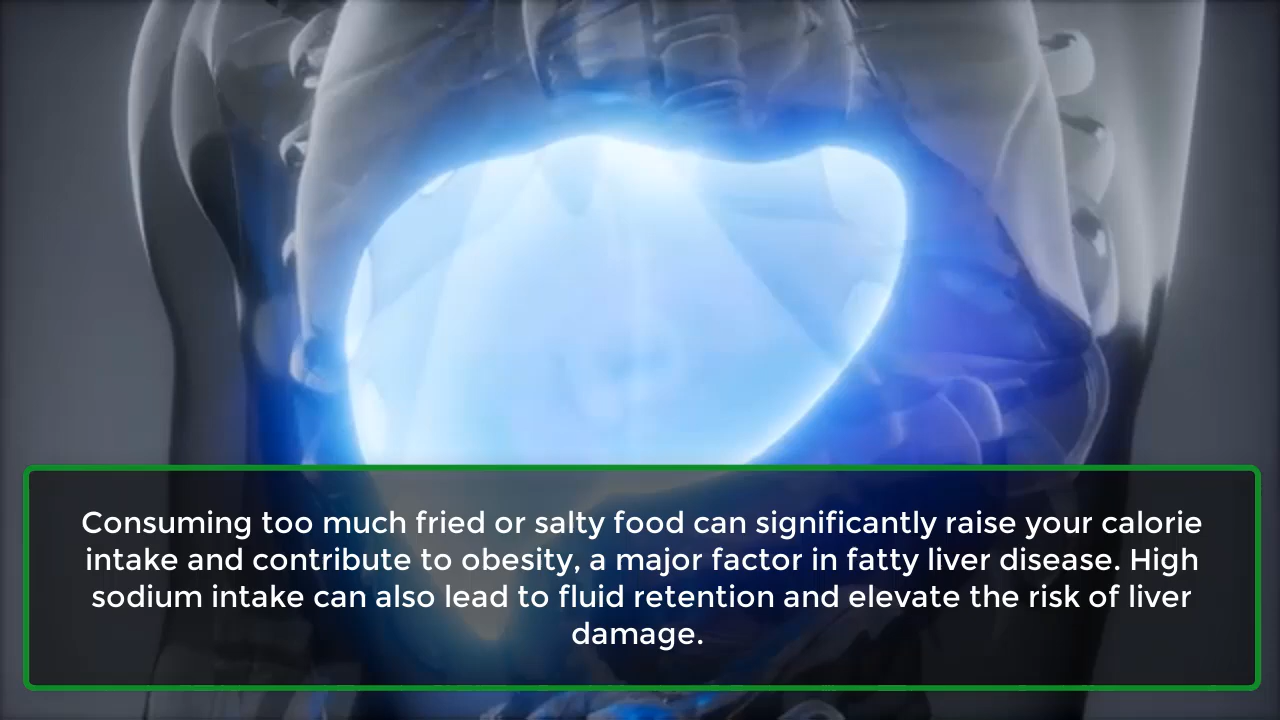 Consuming too much fried or salty food can significantly raise your calorie
intake and contribute to obesity, a major factor in fatty liver disease. High
sodium intake can also lead to fluid retention and elevate the risk of liver
damage.